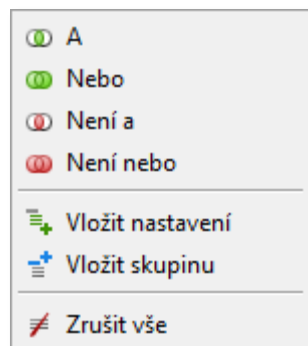 A
Nebo
Není a
Není nebo
Vložit nastavení
Vložit skupinu
Zrušit vše